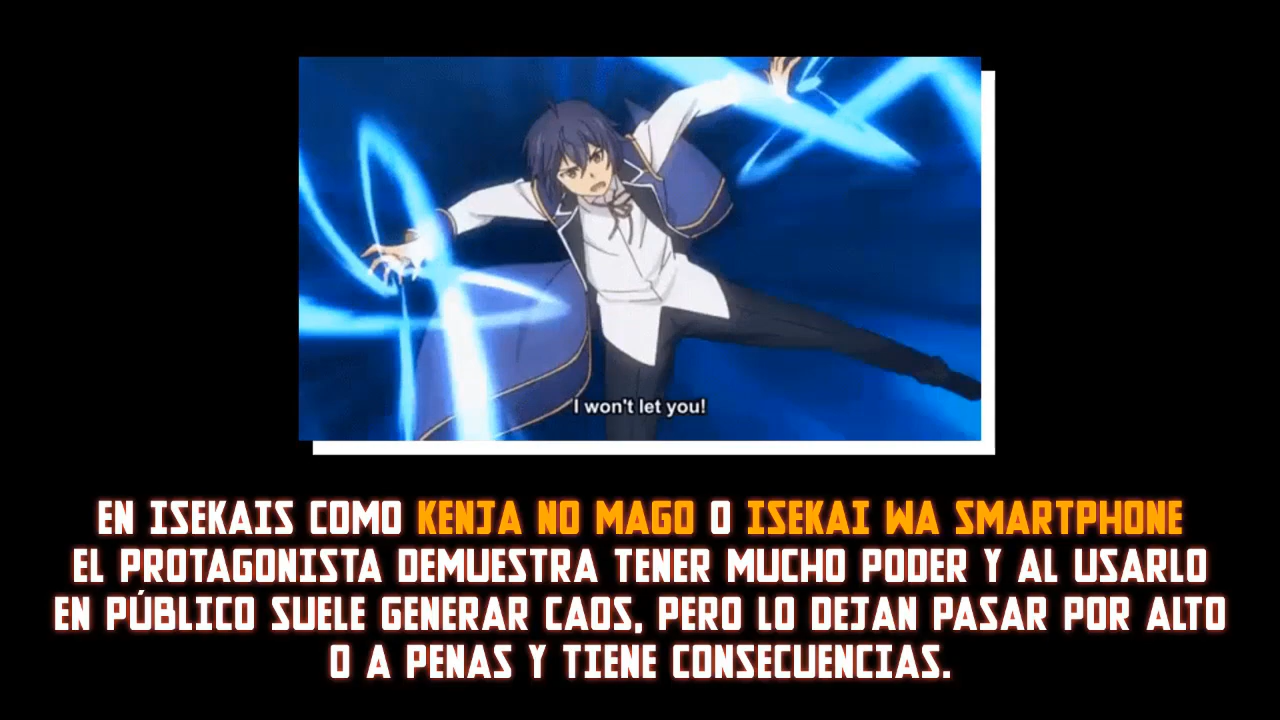 I won't let you!
EN ISEKAIS COMO KENJA NO MAGO O ISEKAI WA SMARTPHONE
EL PROTAGONISTA DEMUESTRA TENER MUCHO PODER Y AL USARLO
EN PÚBLICO SUELE GENERAR CAOS, PERO LO DEJAN PASAR POR ALTO
O A PENAS Y TIENE CONSECUENCIAS.